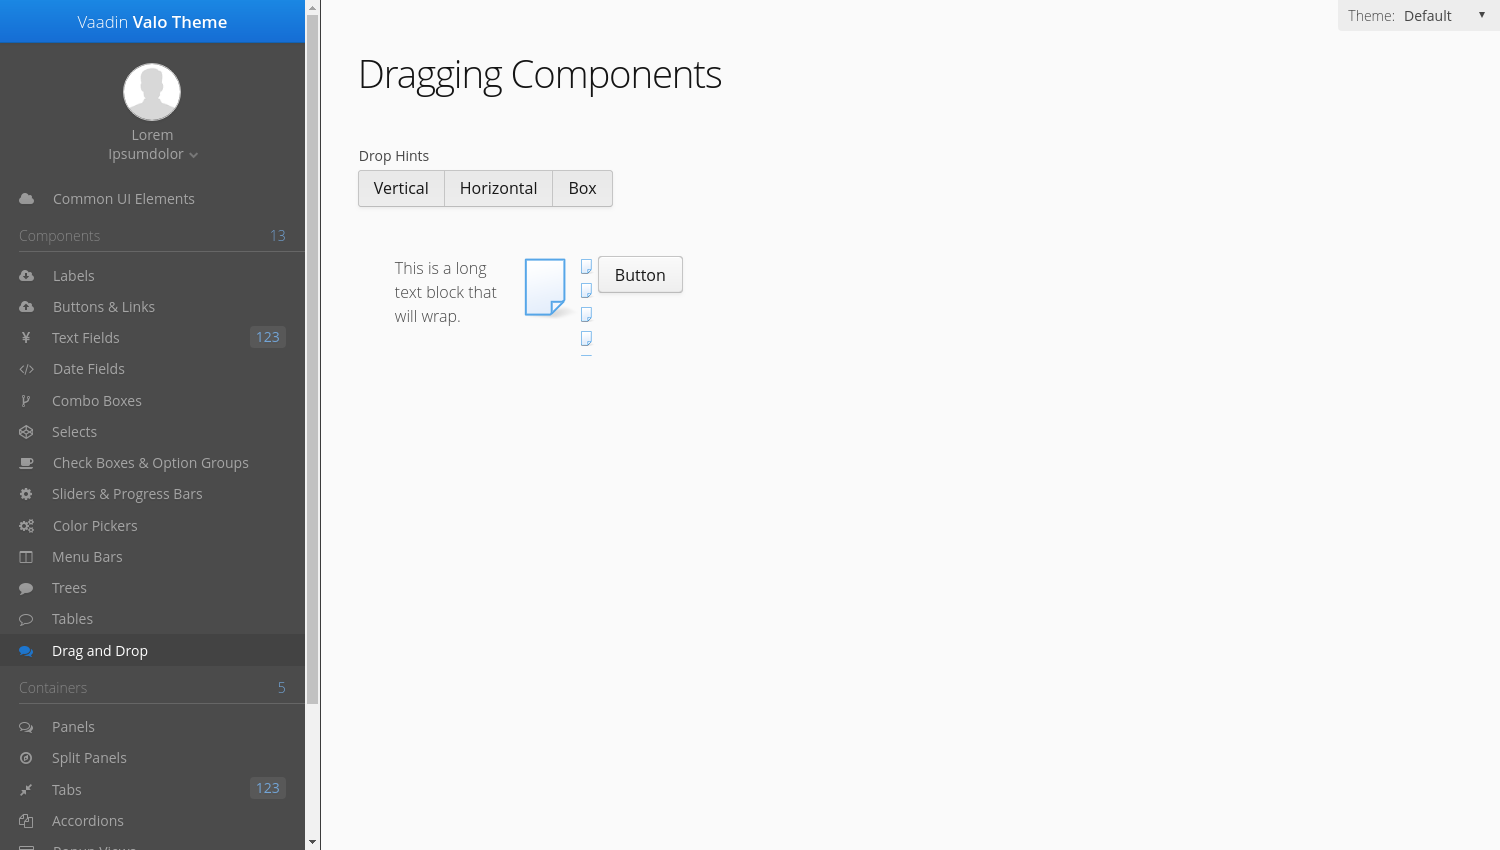 Vaadin Valo Theme
Lorem
Ipsumdolor
Common UI Elements
Components 13
Labels
Buttons & Links
Text Fields 123
Date Fields
Combo Boxes
Selects
Check Boxes & Option Groups
Sliders & Progress Bars
Color Pickers
Menu Bars
Trees
Tables
Drag and Drop
Containers 5
Panels
Split Panels
Tabs 123
Accordions
Popup Views
Theme: Default
Dragging Components
Drop Hints
Vertical Horizontal Box
This is a long
text block that
will wrap.
Button